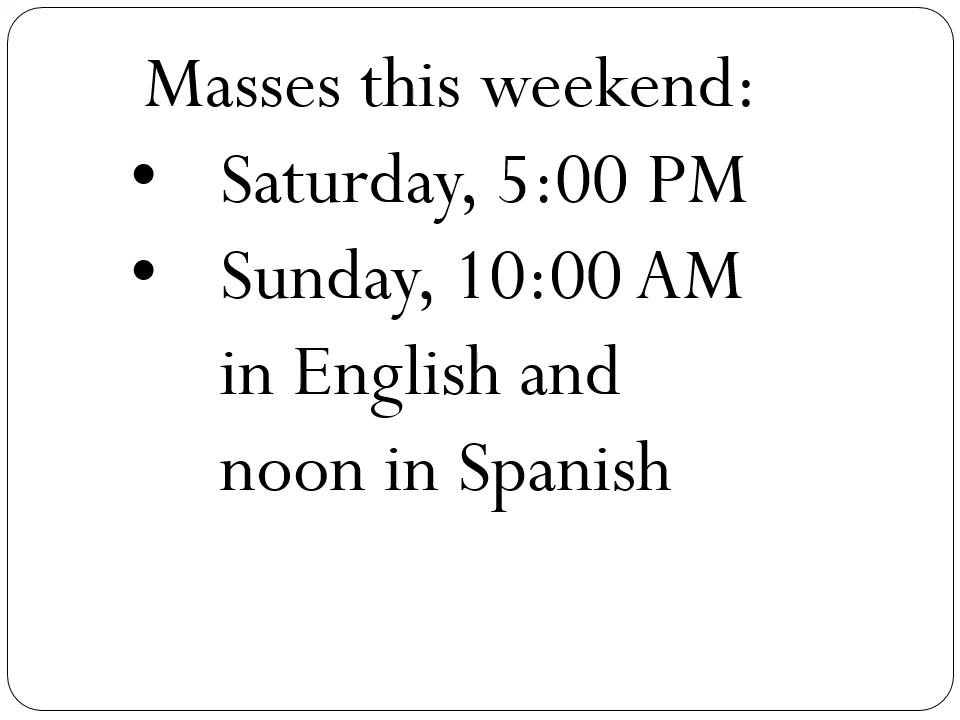 Masses this weekend:
• Saturday, 5:00 PM
• Sunday, 10:00 AM
in English and
noon in Spanish